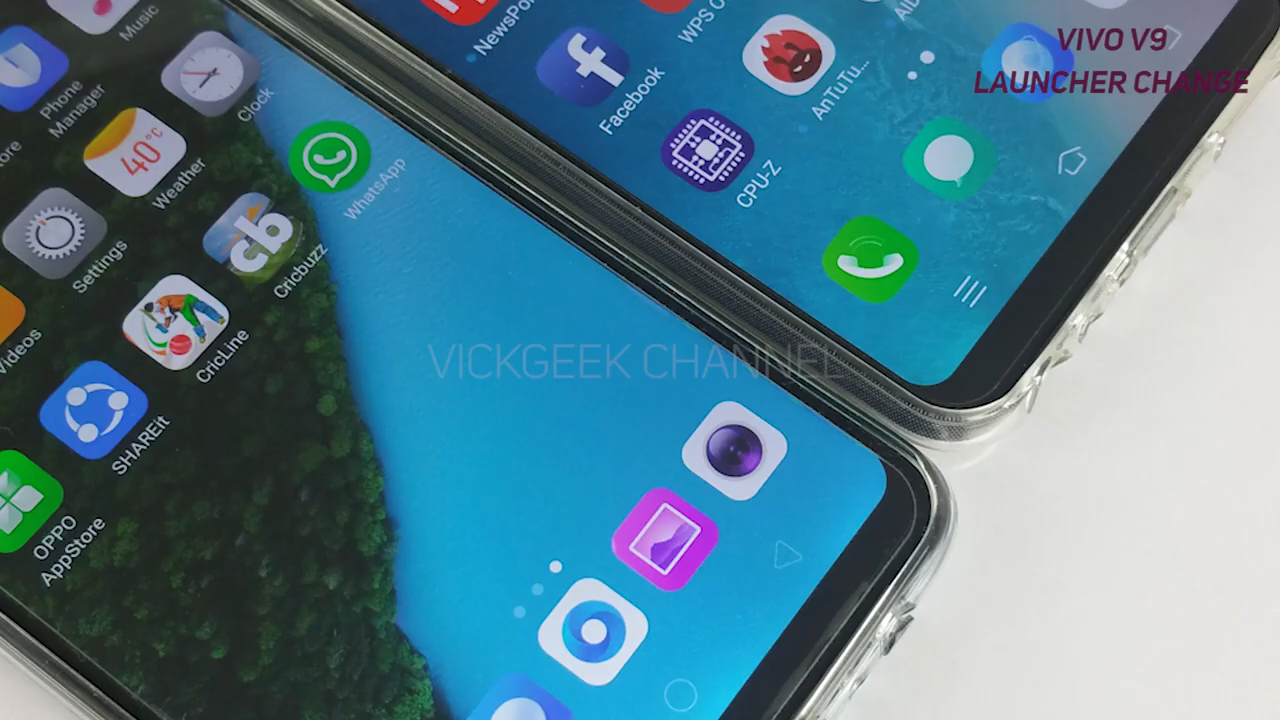 VIVO V9
LAUNCHER CHANGE
Music
Phone
Manager
Clock
40°C
Weather
WhatsApp
Settings
cb
Cricbuzz
Videos
CricLine
SHAREit
OPPO
AppStore
VICKGEEK CHANNEL
WPS O
Facebook
AnTuTu...
CPU-Z